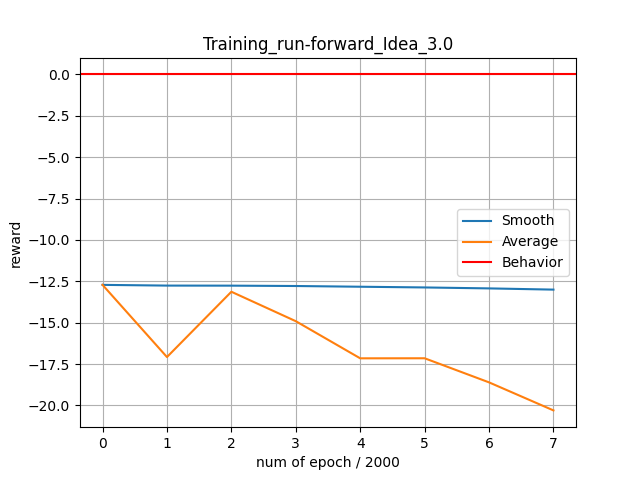 Training_run-forward_Idea_3.0
0.0
−2.5
−5.0
−7.5
−10.0
−12.5
−15.0
−17.5
−20.0
reward
Smooth
Average
Behavior
0 1 2 3 4 5 6 7
num of epoch / 2000